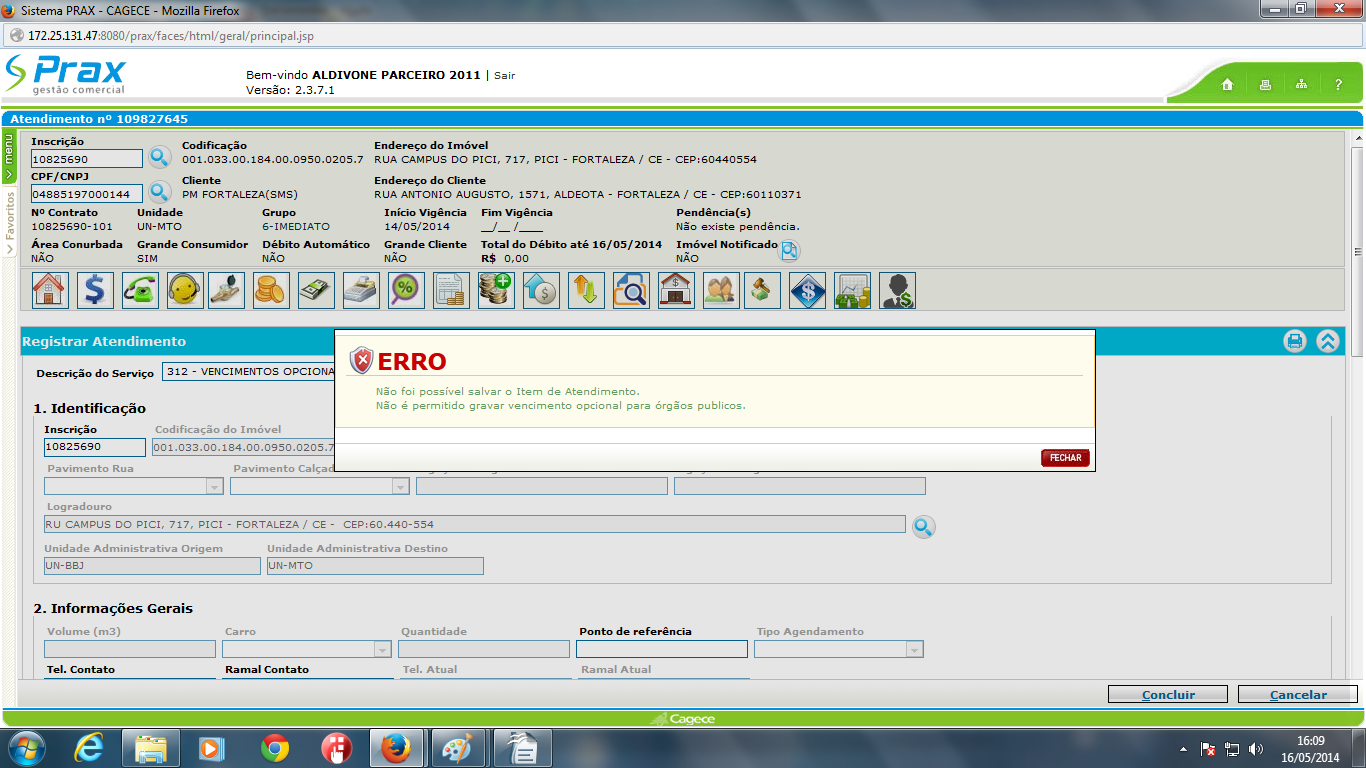 Sistema PRAX - CAGECE - Mozilla Firefox
172.25.131.47:8080/prax/faces/html/geral/principal.jsp
Prax
gestão comercial
Bem-vindo ALDIVONE PARCEIRO 2011 | Sair
Versão: 2.3.7.1
?
Atendimento nº 109827645
menu
Favoritos
Inscrição
Codificação
Endereço do Imóvel
10825690
001.033.00.184.00.0950.0205.7
RUA CAMPUS DO PICI, 717, PICI - FORTALEZA / CE - CEP:60440554
CPF/CNPJ
Cliente
Endereço do Cliente
04885197000144
PM FORTALEZA(SMS)
RUA ANTONIO AUGUSTO, 1571, ALDEOTA - FORTALEZA / CE - CEP:60110371
Nº Contrato
Unidade
Grupo
Início Vigência
Fim Vigência
Pendência(s)
10825690-101
UN-MTO
6-IMEDIATO
14/05/2014
__/__ /____
Não existe pendência.
Área Conurbada
Grande Consumidor
Débito Automático
Grande Cliente
Total do Débito até 16/05/2014
Imóvel Notificado
NÃO
SIM
NÃO
NÃO
R$ 0,00
NÃO
Registrar Atendimento
Descrição do Serviço
312 - VENCIMENTOS OPCIONA
ERRO
Não foi possível salvar o Item de Atendimento.
Não é permitido gravar vencimento opcional para órgãos publicos.
FECHAR
1. Identificação
Inscrição
Codificação do Imóvel
10825690
001.033.00.184.00.0950.0205.7
Pavimento Rua
Pavimento Calçad
Logradouro
RU CAMPUS DO PICI, 717, PICI - FORTALEZA / CE - CEP:60.440-554
Unidade Administrativa Origem
Unidade Administrativa Destino
UN-BBJ
UN-MTO
2. Informações Gerais
Volume (m3)
Carro
Quantidade
Ponto de referência
Tipo Agendamento
Tel. Contato
Ramal Contato
Tel. Atual
Ramal Atual
Concluir
Cancelar
Cagece
16:09
16/05/2014